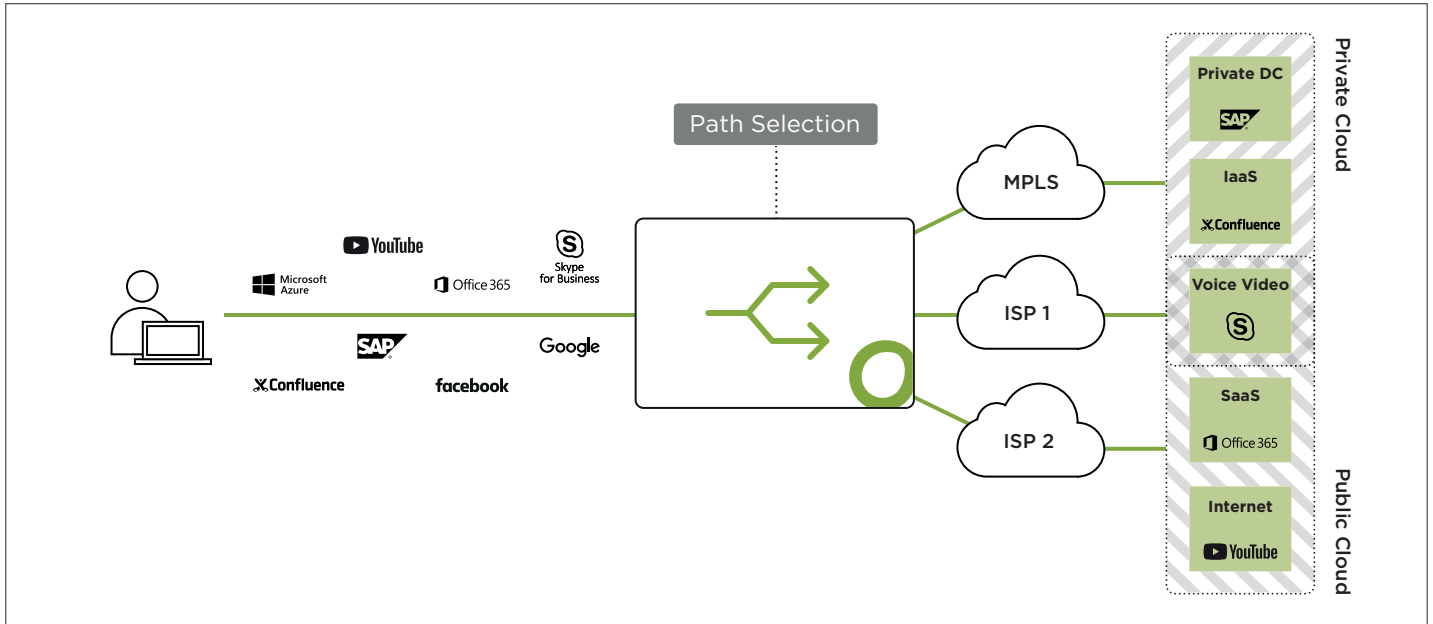 Path Selection
Microsoft
Azure
YouTube
Office 365
S
Skype
for Business
SAP
Google
Confluence
facebook
MPLS
ISP 1
ISP 2
Private DC
SAP
IaaS
Confluence
Voice Video
S
SaaS
Office 365
Internet
YouTube
Private Cloud
Public Cloud